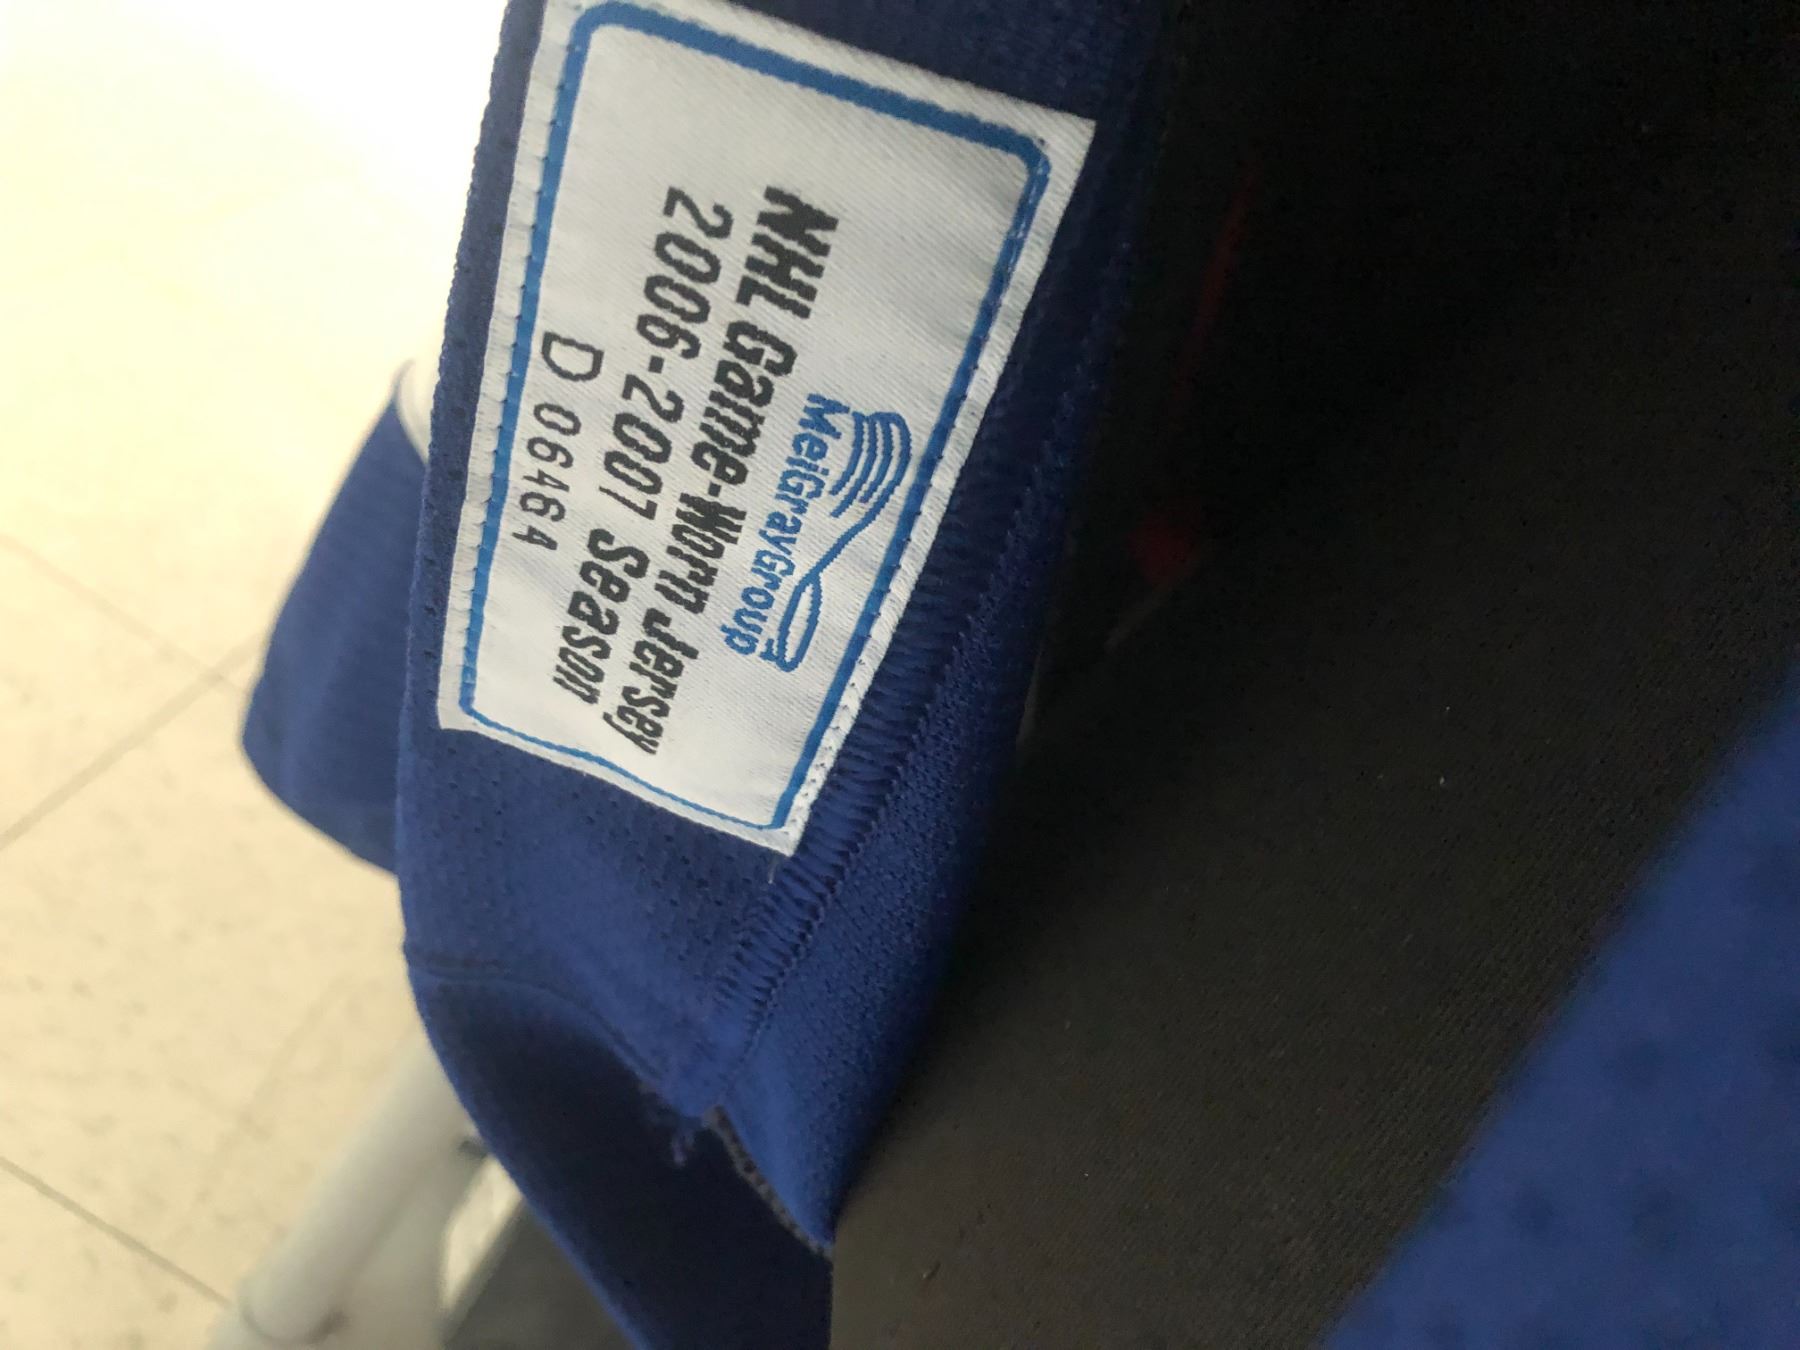 MeiGrayGroup
NHL Game-Worn Jersey
2006-2007 Season
D 06464